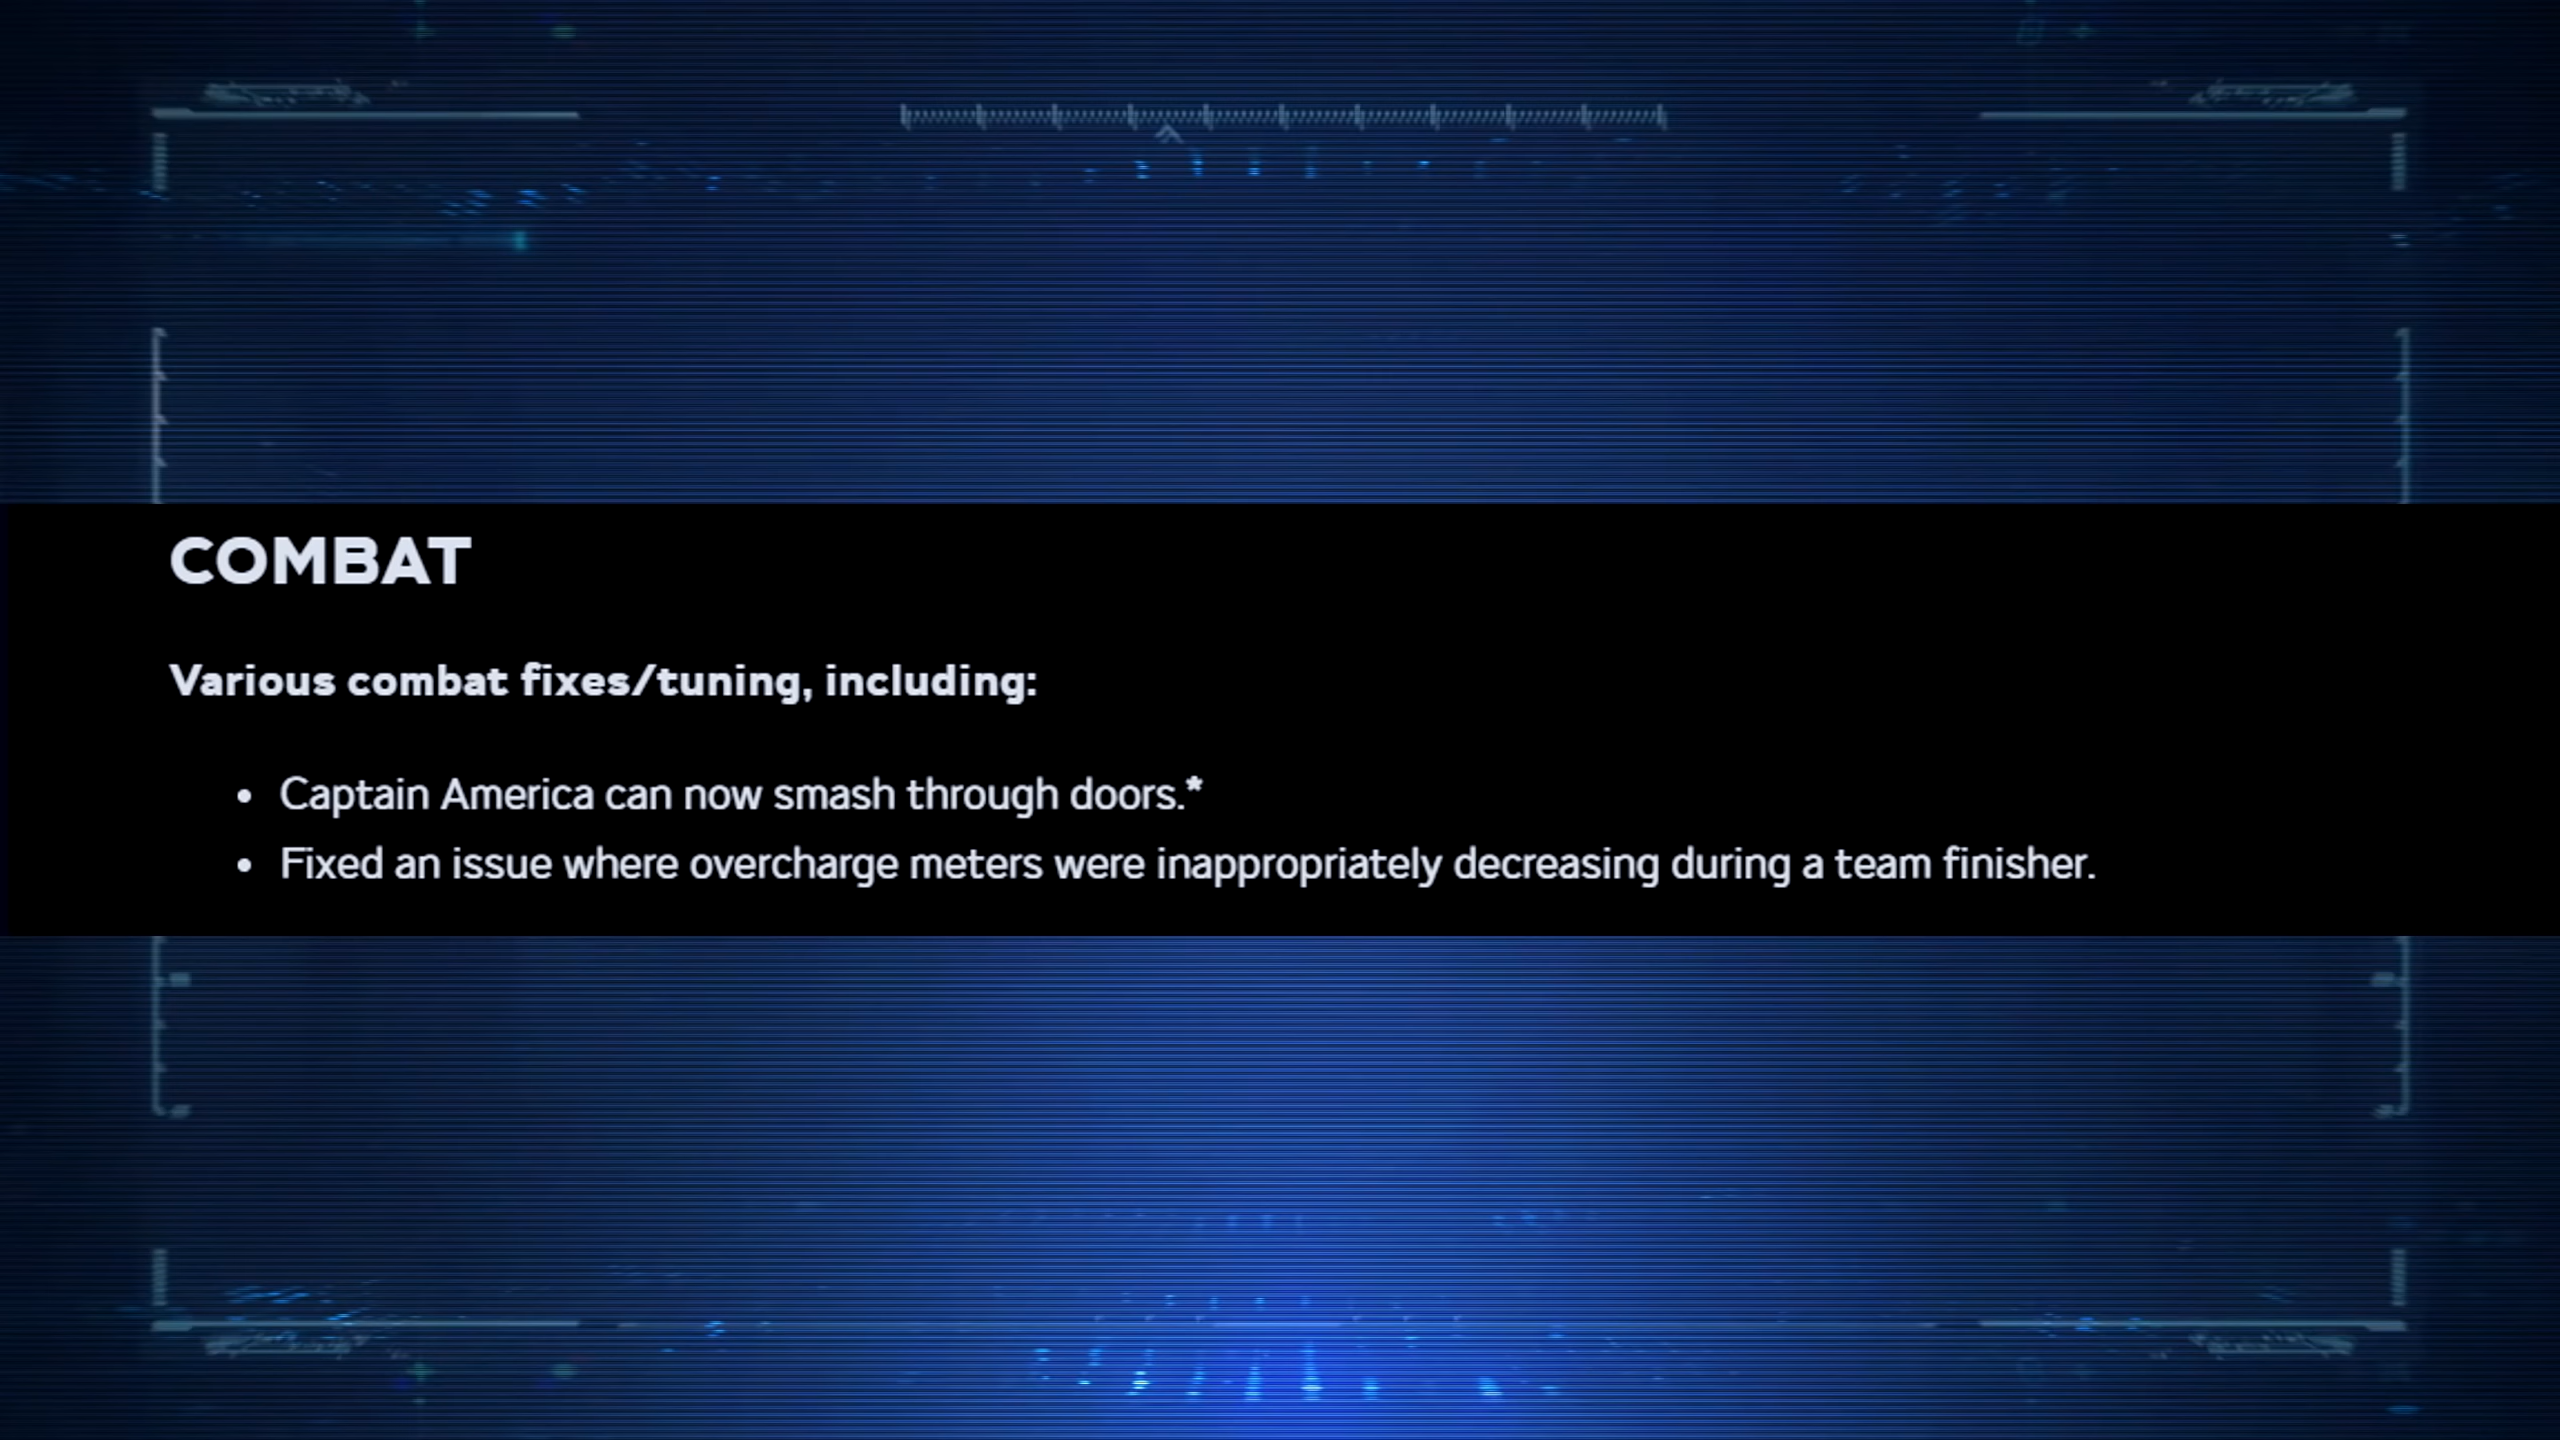 COMBAT
Various combat fixes/tuning, including:
• Captain America can now smash through doors.*
• Fixed an issue where overcharge meters were inappropriately decreasing during a team finisher.